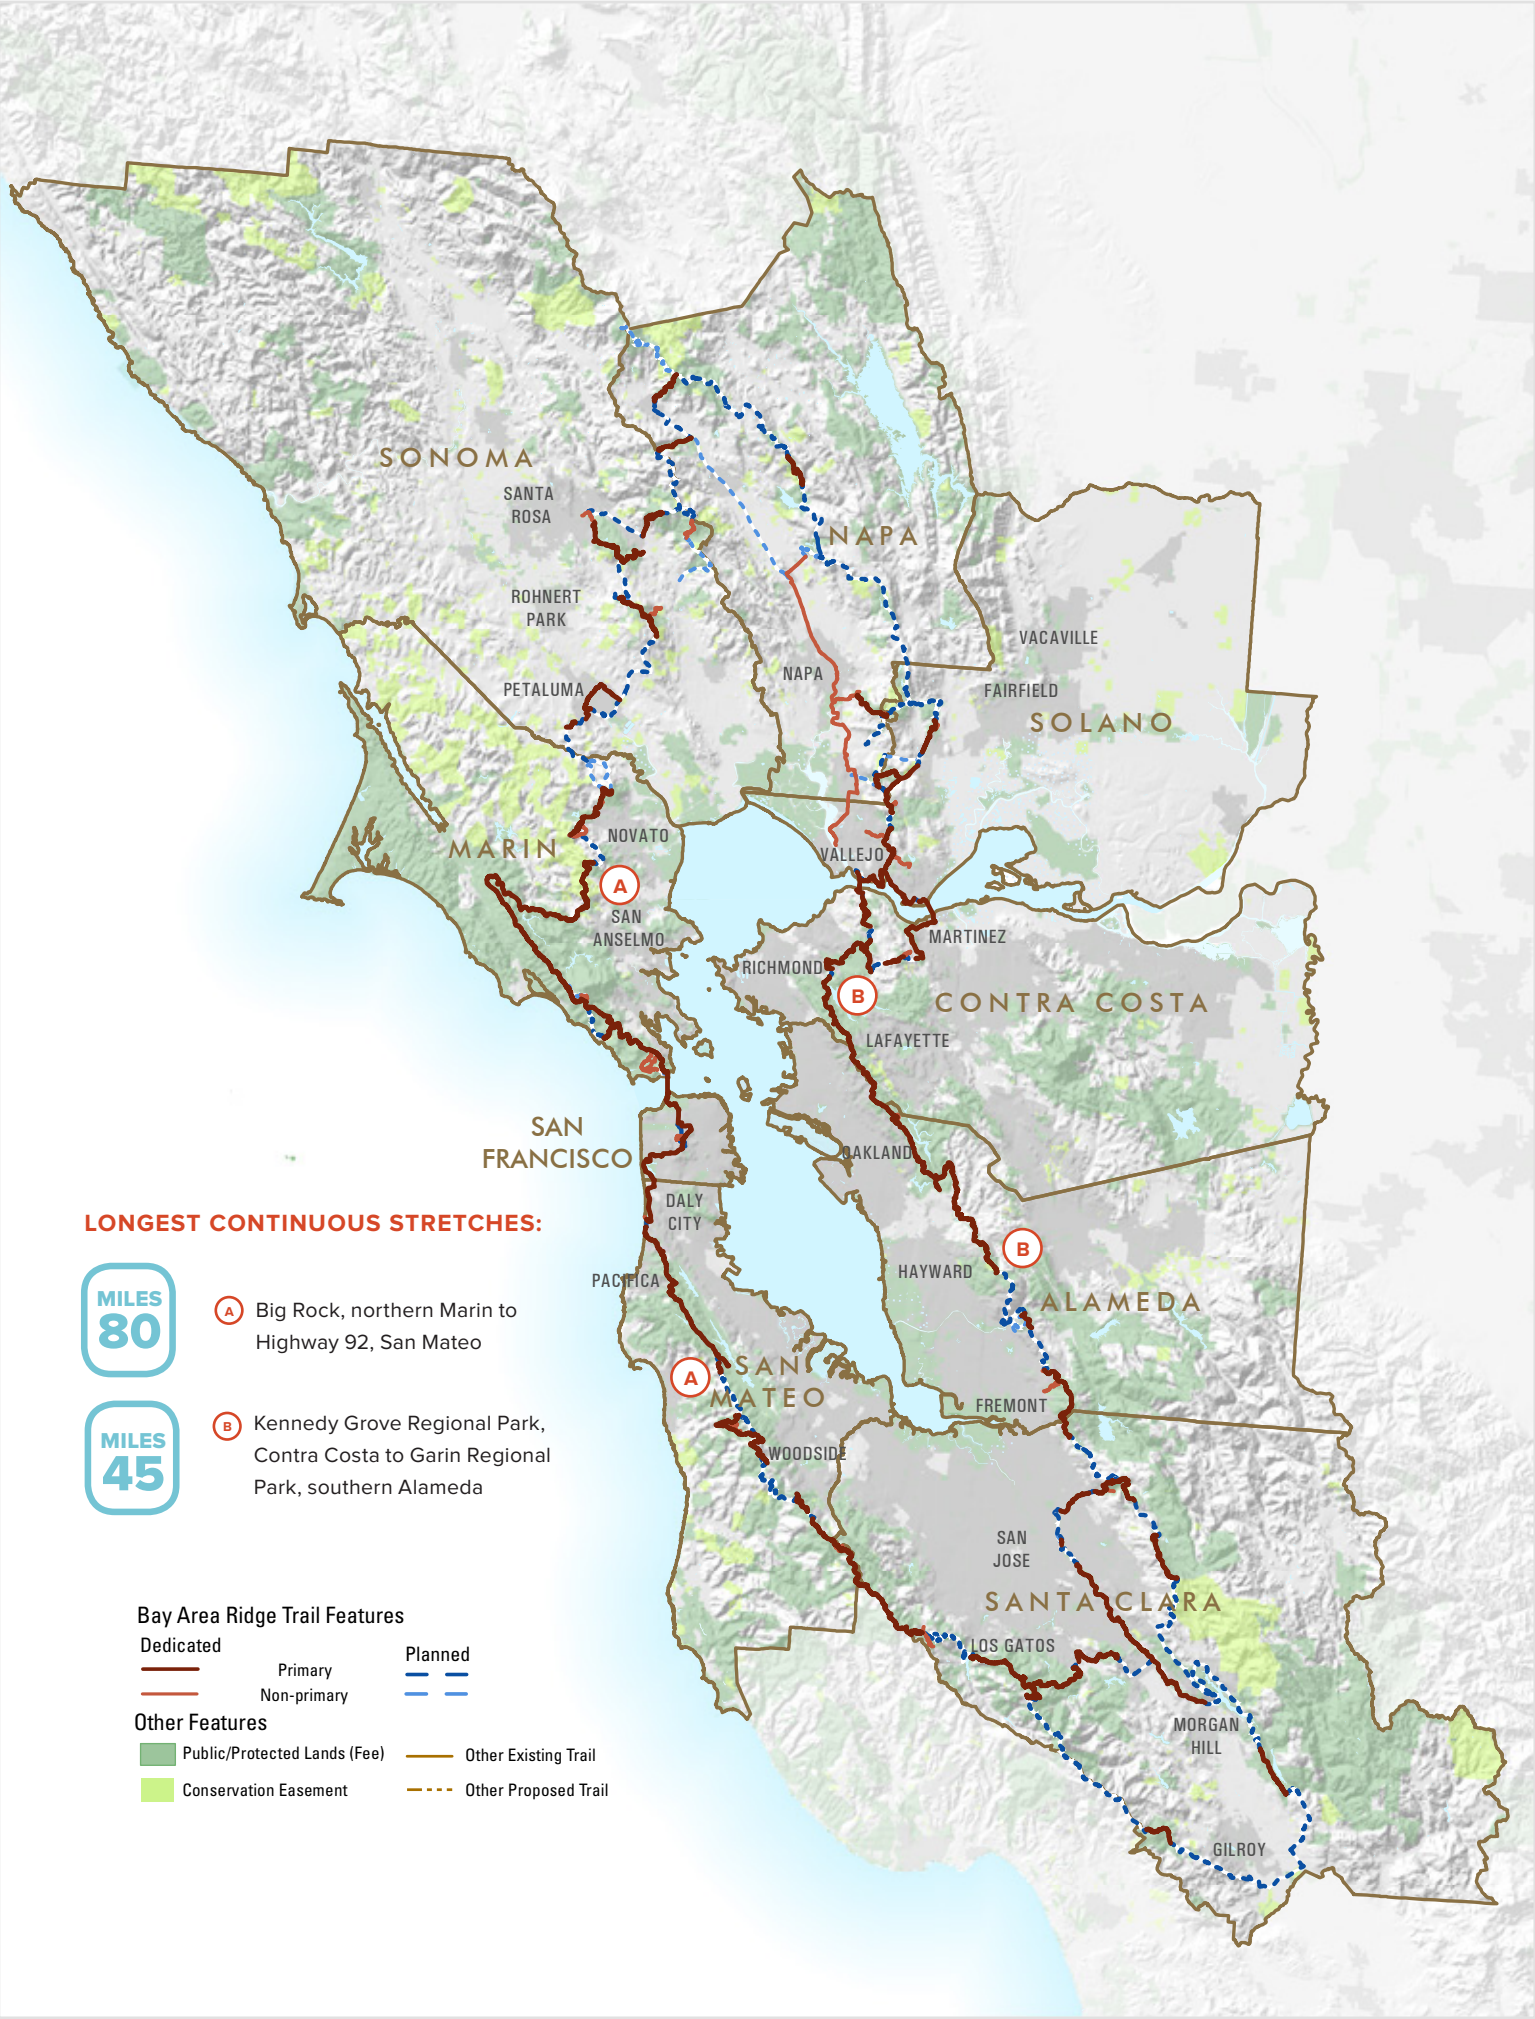 SONOMA
SANTA
ROSA
NAPA
ROHNERT
PARK
VACAVILLE
NAPA
PETALUMA
FAIRFIELD
SOLANO
NOVATO
MARIN
VALLEJO
A
SAN
ANSELMO
MARTINEZ
RICHMOND
B
CONTRA COSTA
LAFAYETTE
SAN
FRANCISCO
OAKLAND
DALY
CITY
B
HAYWARD
PACIFICA
ALAMEDA
SAN
MATEO
A
FREMONT
WOODSIDE
SAN
JOSE
SANTA CLARA
LOS GATOS
MORGAN
HILL
GILROY
LONGEST CONTINUOUS STRETCHES:
MILES
80
A
Big Rock, northern Marin to
Highway 92, San Mateo
MILES
45
B
Kennedy Grove Regional Park,
Contra Costa to Garin Regional
Park, southern Alameda
Bay Area Ridge Trail Features
Dedicated
Planned
Primary
Non-primary
Other Features
Public/Protected Lands (Fee)
Other Existing Trail
Conservation Easement
Other Proposed Trail